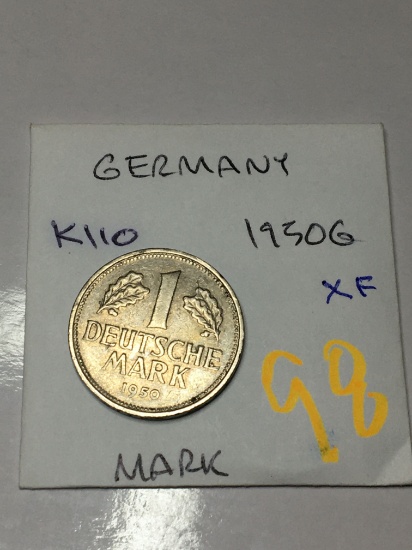 GERMANY
K110 1950G
XF
1
DEUTSCHE
MARK
1950
98
MARK